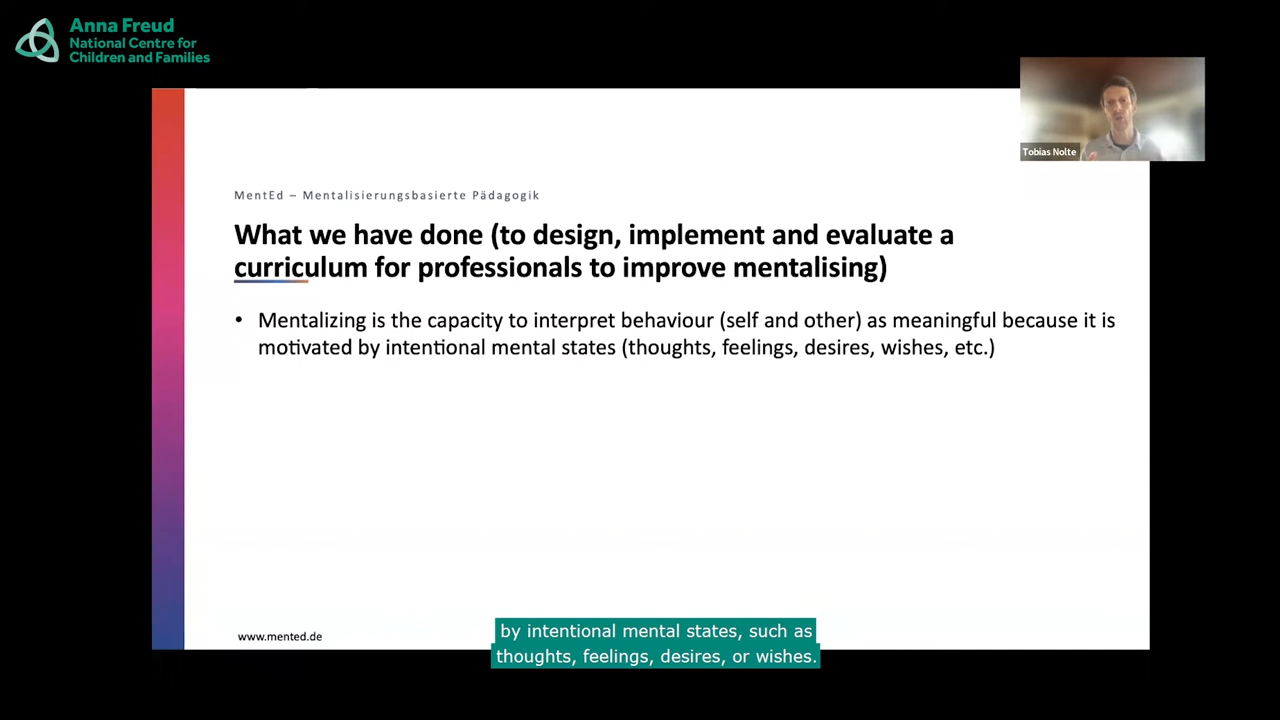 Anna Freud
National Centre for
Children and Families
Tobias Nolte
MentEd – Mentalisierungsbasierte Pädagogik
What we have done (to design, implement and evaluate a
curriculum for professionals to improve mentalising)
• Mentalizing is the capacity to interpret behaviour (self and other) as meaningful because it is
motivated by intentional mental states (thoughts, feelings, desires, wishes, etc.)
www.mented.de
by intentional mental states, such as
thoughts, feelings, desires, or wishes.